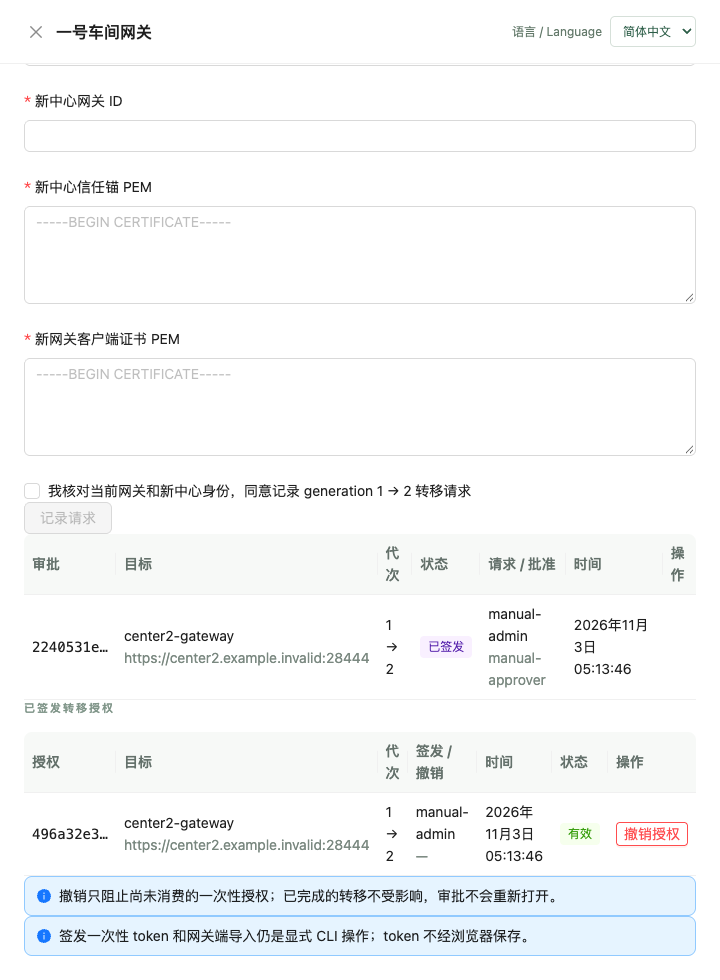 一号车间网关
语言 / Language 简体中文
* 新中心网关 ID
* 新中心信任锚 PEM
-----BEGIN CERTIFICATE-----
* 新网关客户端证书 PEM
-----BEGIN CERTIFICATE-----
我核对当前网关和新中心身份，同意记录 generation 1 → 2 转移请求
记录请求
审批 目标 代次 状态 请求 / 批准 时间 操作
2240531e… center2-gateway https://center2.example.invalid:28444 1 → 2 已签发 manual-admin manual-approver 2026年11月3日 05:13:46
已签发转移授权
授权 目标 代次 签发 / 撤销 时间 状态 操作
496a32e3… center2-gateway https://center2.example.invalid:28444 1 → 2 manual-admin — 2026年11月3日 05:13:46 有效 撤销授权
撤销只阻止尚未消费的一次性授权；已完成的转移不受影响，审批不会重新打开。
签发一次性 token 和网关端导入仍是显式 CLI 操作；token 不经浏览器保存。